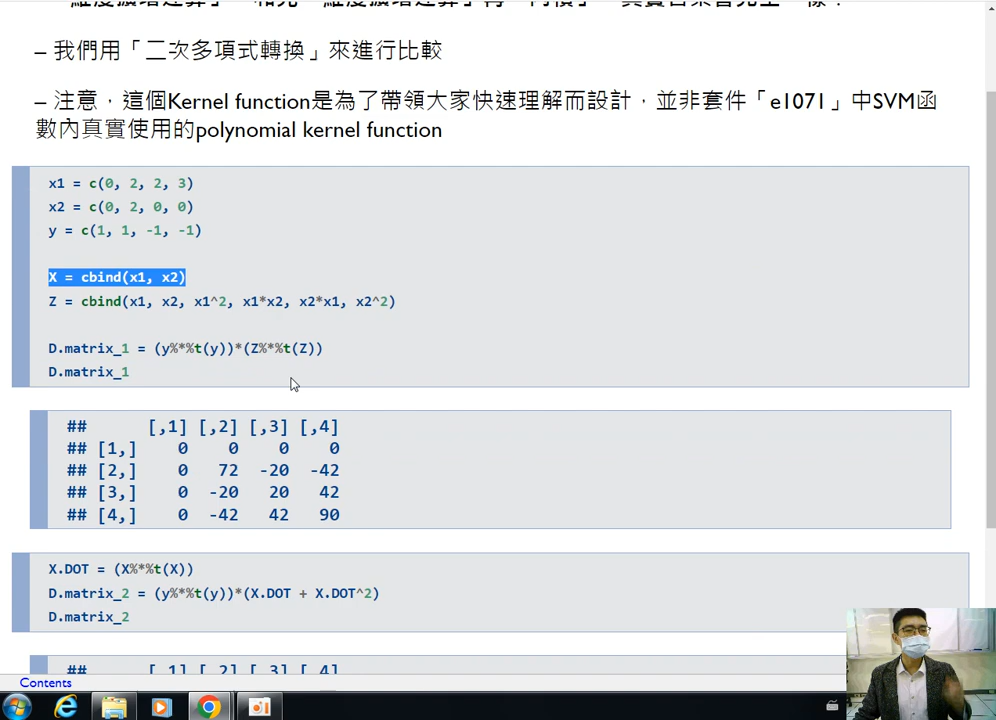 – 我們用「二次多項式轉換」來進行比較
– 注意，這個Kernel function是為了帶領大家快速理解而設計，並非套件「e1071」中SVM函
數內真實使用的polynomial kernel function
x1 = c(0, 2, 2, 3)
x2 = c(0, 2, 0, 0)
y = c(1, 1, -1, -1)
X = cbind(x1, x2)
Z = cbind(x1, x2, x1^2, x1*x2, x2*x1, x2^2)
D.matrix_1 = (y%*%t(y))*(Z%*%t(Z))
D.matrix_1
## [,1] [,2] [,3] [,4]
## [1,] 0 0 0 0
## [2,] 0 72 -20 -42
## [3,] 0 -20 20 42
## [4,] 0 -42 42 90
X.DOT = (X%*%t(X))
D.matrix_2 = (y%*%t(y))*(X.DOT + X.DOT^2)
D.matrix_2
## [,1] [,2] [,3] [,4]
Contents